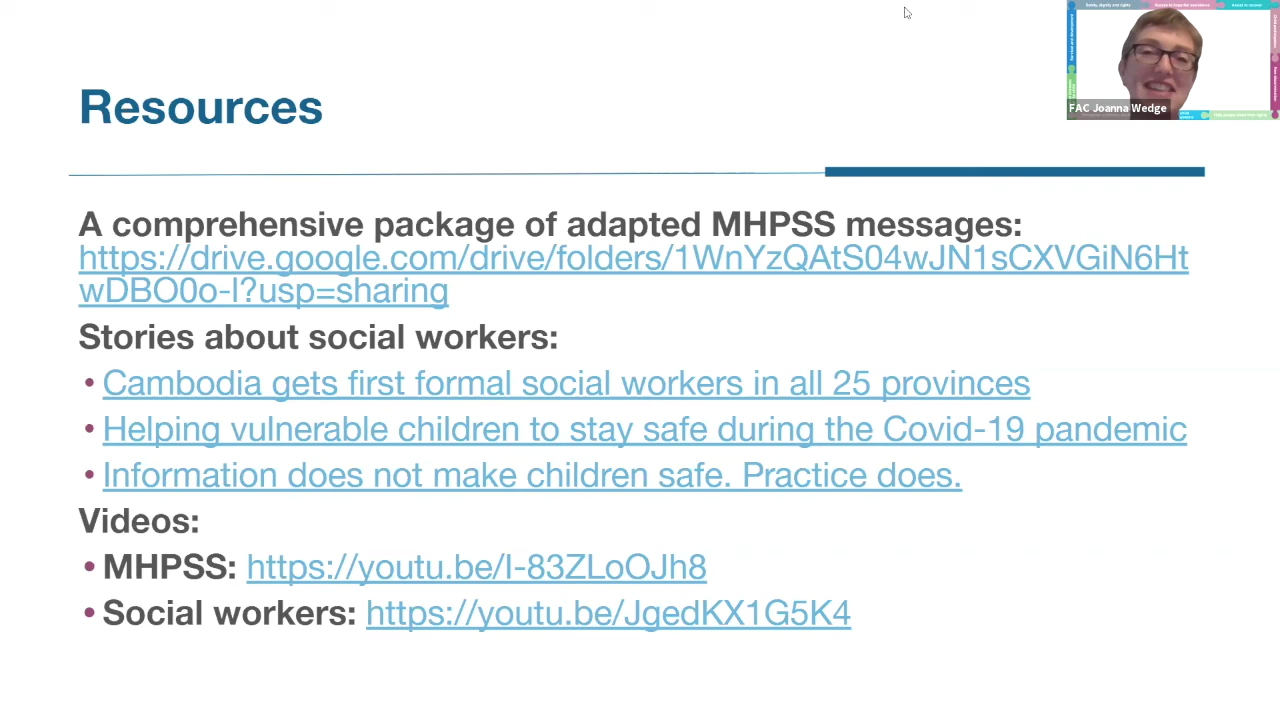 Resources
FAC Joanna Wedge
A comprehensive package of adapted MHPSS messages:
https://drive.google.com/drive/folders/1WnYzQAtS04wJN1sCXVGiN6Ht
wDBO0o-l?usp=sharing
Stories about social workers:
• Cambodia gets first formal social workers in all 25 provinces
• Helping vulnerable children to stay safe during the Covid-19 pandemic
• Information does not make children safe. Practice does.
Videos:
• MHPSS: https://youtu.be/I-83ZLoOJh8
• Social workers: https://youtu.be/JgedKX1G5K4